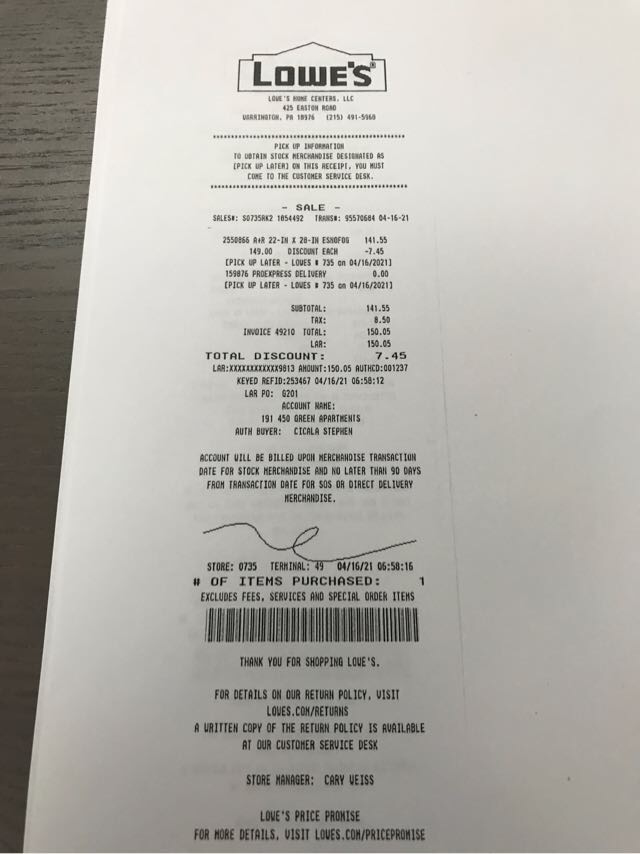 LOWE'S®
LOWE'S HOME CENTERS, LLC
425 EASTON ROAD
WARRINGTON, PA 18976 (215) 491-5960
PICK UP INFORMATION
TO OBTAIN STOCK MERCHANDISE DESIGNATED AS
[PICK UP LATER] ON THIS RECEIPT, YOU MUST
COME TO THE CUSTOMER SERVICE DESK.
- SALE -
SALES#: S0735RK2 1054492 TRANS#: 95570684 04-16-21
2550866 A+R 22-IN X 28-IN ESNOFOG 141.55
149.00 DISCOUNT EACH -7.45
[PICK UP LATER - LOWES # 735 on 04/16/2021]
159876 PROEXPRESS DELIVERY 0.00
[PICK UP LATER - LOWES # 735 on 04/16/2021]
SUBTOTAL: 141.55
TAX: 8.50
INVOICE 49210 TOTAL: 150.05
LAR: 150.05
TOTAL DISCOUNT: 7.45
LAR:XXXXXXXXXXXX9813 AMOUNT:150.05 AUTHCD:001237
KEYED REFID:253467 04/16/21 06:58:12
LAR PO: G201
ACCOUNT NAME:
191 450 GREEN APARTMENTS
AUTH BUYER: CICALA STEPHEN
ACCOUNT WILL BE BILLED UPON MERCHANDISE TRANSACTION
DATE FOR STOCK MERCHANDISE AND NO LATER THAN 90 DAYS
FROM TRANSACTION DATE FOR SOS OR DIRECT DELIVERY
MERCHANDISE.
STORE: 0735 TERMINAL: 49 04/16/21 06:58:16
# OF ITEMS PURCHASED: 1
EXCLUDES FEES, SERVICES AND SPECIAL ORDER ITEMS
THANK YOU FOR SHOPPING LOWE'S.
FOR DETAILS ON OUR RETURN POLICY, VISIT
LOWES.COM/RETURNS
A WRITTEN COPY OF THE RETURN POLICY IS AVAILABLE
AT OUR CUSTOMER SERVICE DESK
STORE MANAGER: CARY WEISS
LOWE'S PRICE PROMISE
FOR MORE DETAILS, VISIT LOWES.COM/PRICEPROMISE